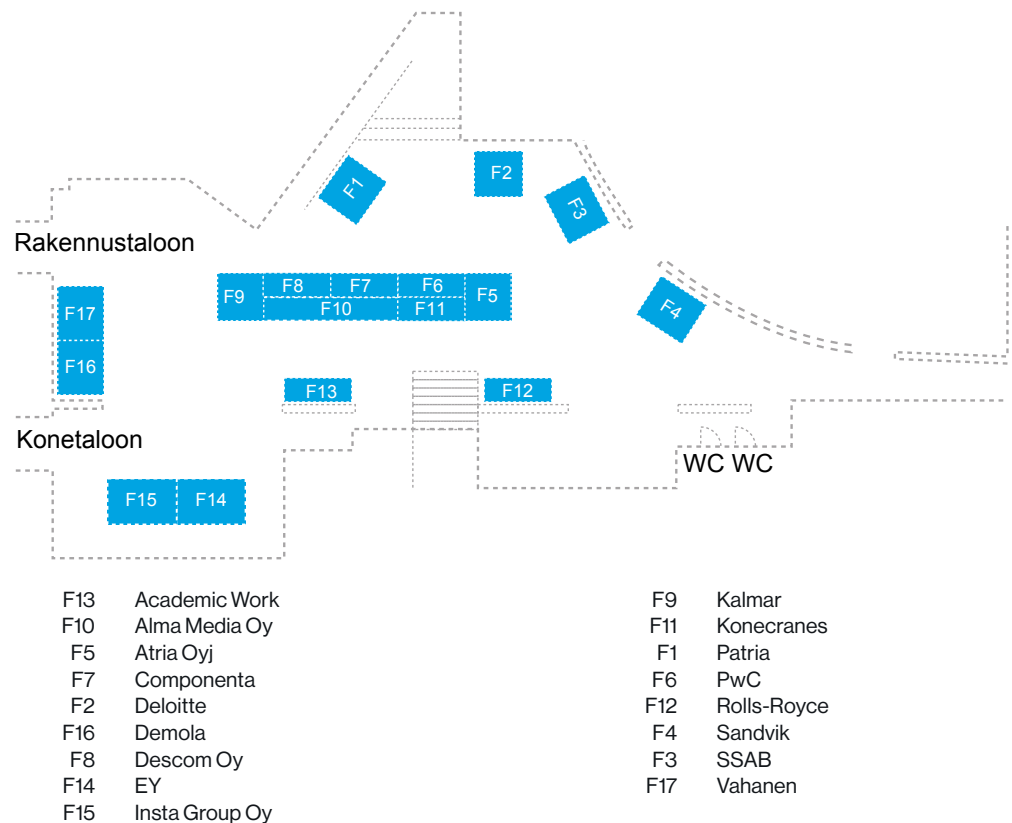 F1
F2
F3
Rakennustaloon
F9
F8
F7
F6
F5
F10
F11
F4
F17
F16
F13
F12
Konetaloon
WC WC
F15
F14
F13 Academic Work
F10 Alma Media Oy
F5 Atria Oyj
F7 Componenta
F2 Deloitte
F16 Demola
F8 Descom Oy
F14 EY
F15 Insta Group Oy
F9 Kalmar
F11 Konecranes
F1 Patria
F6 PwC
F12 Rolls-Royce
F4 Sandvik
F3 SSAB
F17 Vahanen